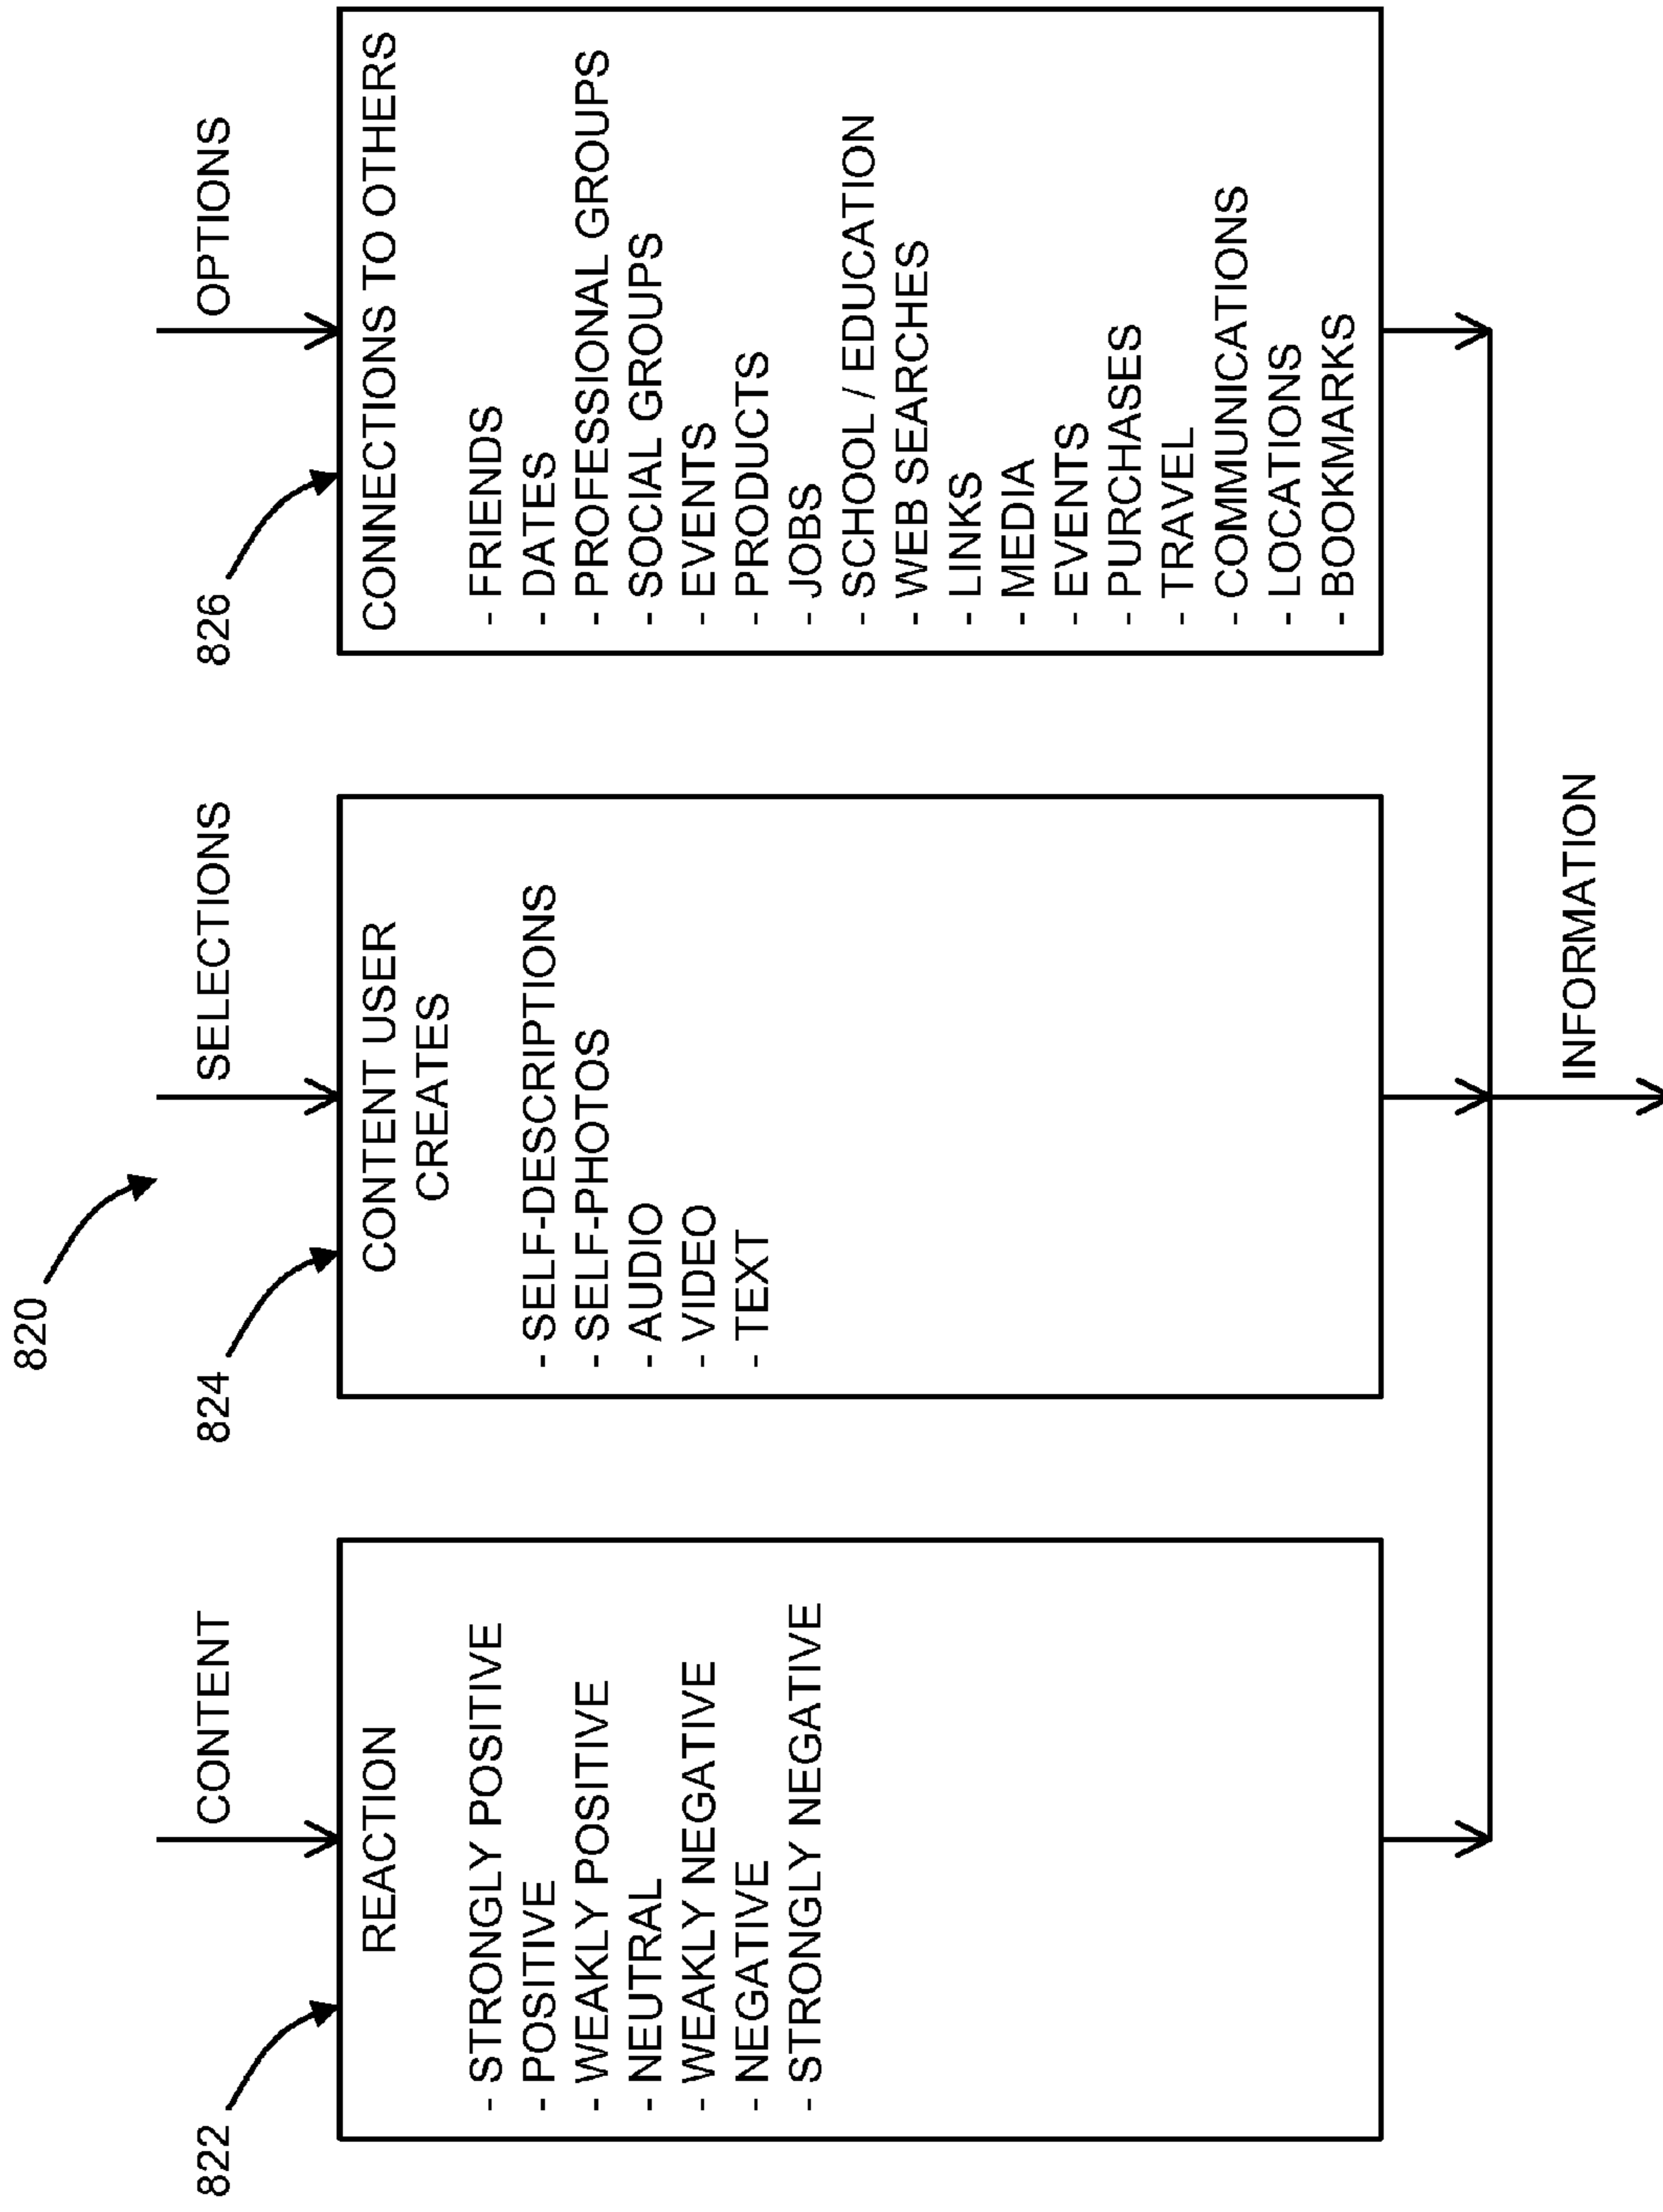 820
822
CONTENT
REACTION
- STRONGLY POSITIVE
- POSITIVE
- WEAKLY POSITIVE
- NEUTRAL
- WEAKLY NEGATIVE
- NEGATIVE
- STRONGLY NEGATIVE
824
SELECTIONS
CONTENT USER
CREATES
- SELF-DESCRIPTIONS
- SELF-PHOTOS
- AUDIO
- VIDEO
- TEXT
826
OPTIONS
CONNECTIONS TO OTHERS
- FRIENDS
- DATES
- PROFESSIONAL GROUPS
- SOCIAL GROUPS
- EVENTS
- PRODUCTS
- JOBS
- SCHOOL / EDUCATION
- WEB SEARCHES
- LINKS
- MEDIA
- EVENTS
- PURCHASES
- TRAVEL
- COMMUNICATIONS
- LOCATIONS
- BOOKMARKS
INFORMATION